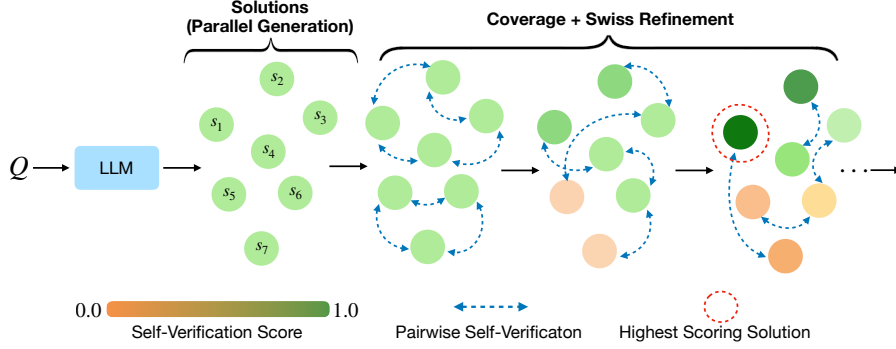 Solutions
(Parallel Generation)
Coverage + Swiss Refinement
s2
s1
s3
s4
Q
LLM
s5
s6
s7
...
0.0
1.0
Self-Verification Score
Pairwise Self-Verificaton
Highest Scoring Solution